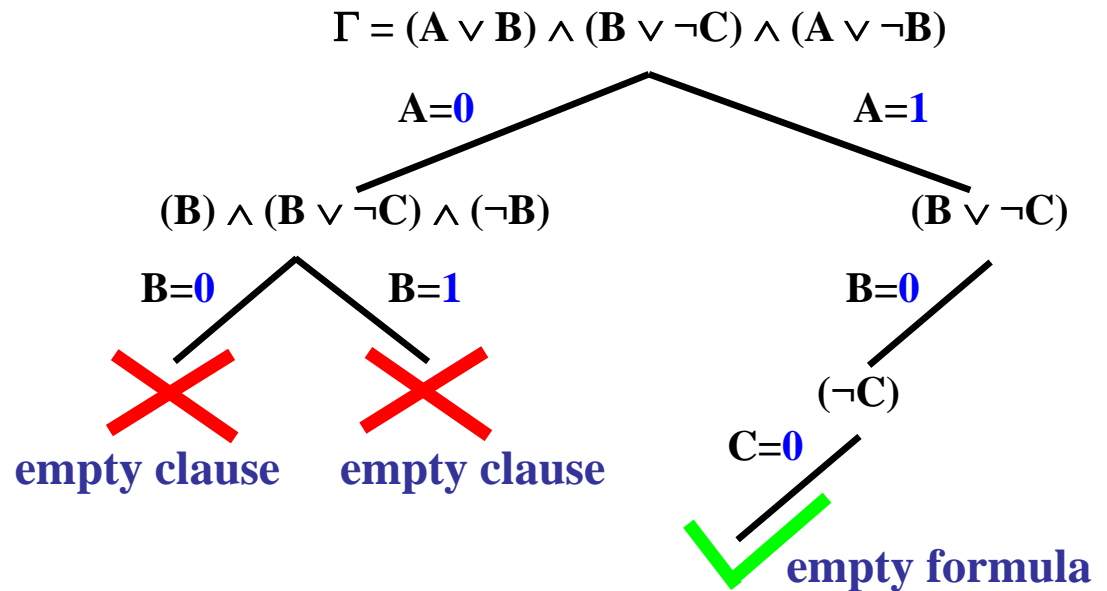 Γ = (A ∨ B) ∧ (B ∨ ¬C) ∧ (A ∨ ¬B)
A=0
A=1
(B) ∧ (B ∨ ¬C) ∧ (¬B)
(B ∨ ¬C)
B=0
B=1
B=0
(¬C)
C=0
empty clause
empty clause
empty formula